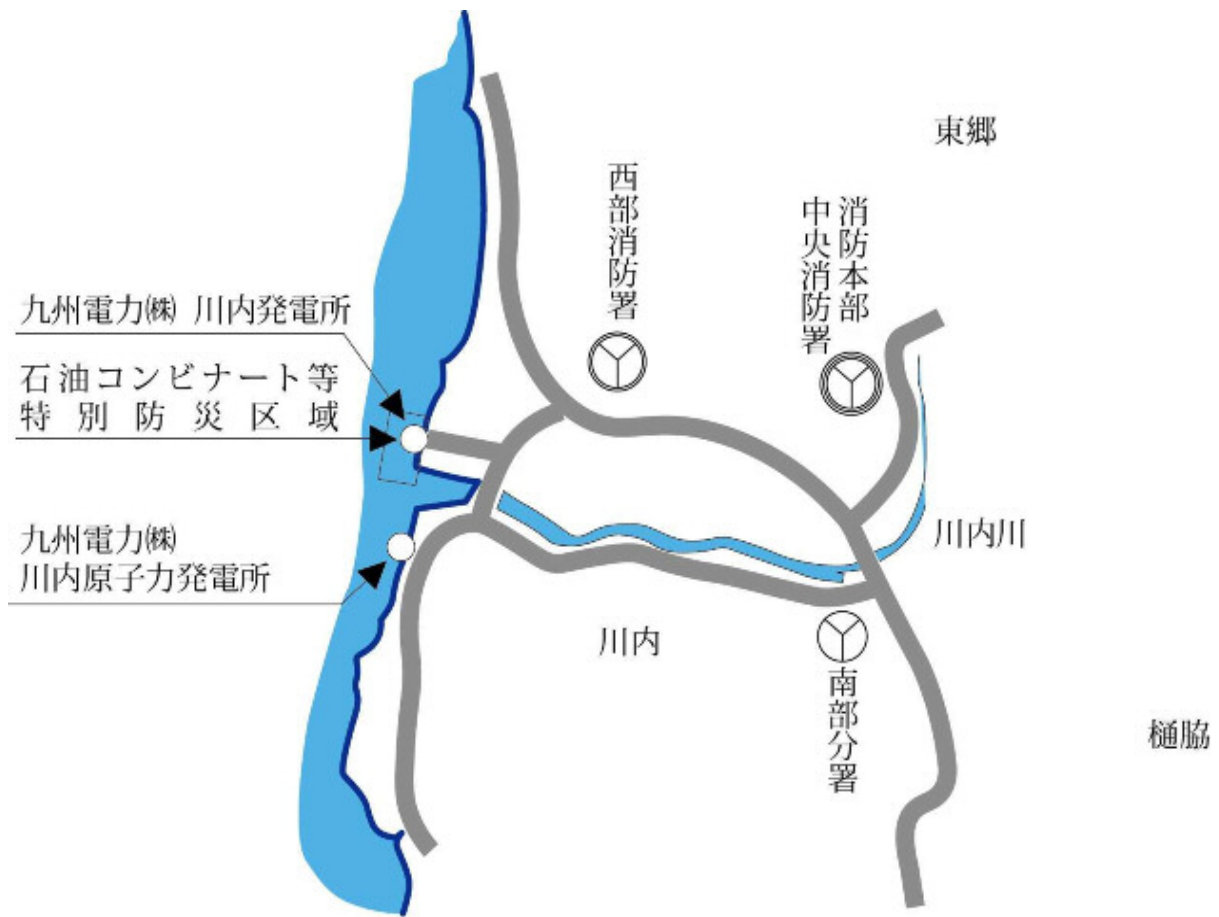 東郷
西部消防署
消防本部
中央消防署
九州電力㈱ 川内発電所
石油コンビナート等
特別防災区域
九州電力㈱
川内原子力発電所
川内川
川内
南部分署
樋脇